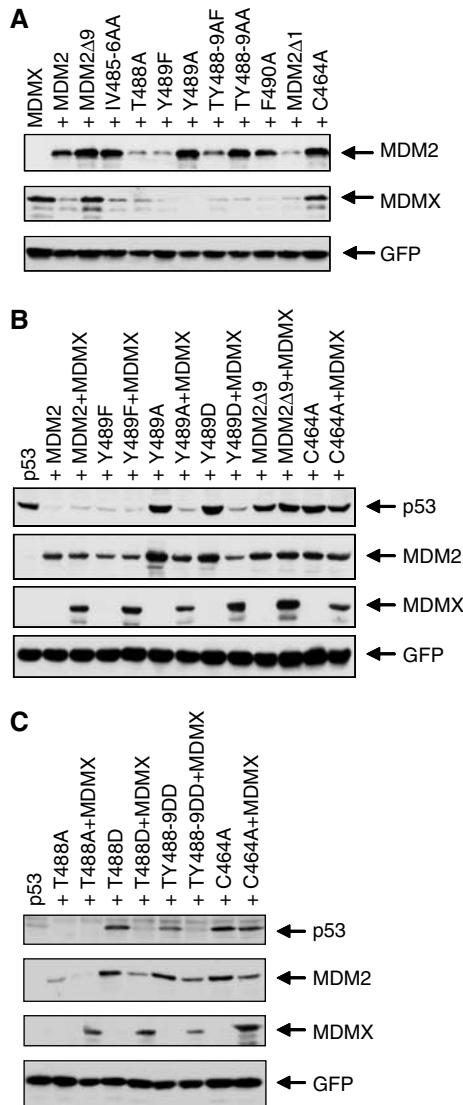 A
MDMX
+ MDM2
+ MDM2Δ9
+ IV485-6AA
+ T488A
+ Y489F
+ Y489A
+ TY488-9AF
+ TY488-9AA
+ F490A
+ MDM2Δ1
+ C464A
MDM2
MDMX
GFP
B
p53
+ MDM2
+ MDM2+MDMX
+ Y489F
+ Y489F+MDMX
+ Y489A
+ Y489A+MDMX
+ Y489D
+ Y489D+MDMX
+ MDM2Δ9
+ MDM2Δ9+MDMX
+ C464A
+ C464A+MDMX
p53
MDM2
MDMX
GFP
C
p53
+ T488A
+ T488A+MDMX
+ T488D
+ T488D+MDMX
+ TY488-9DD
+ TY488-9DD+MDMX
+ C464A
+ C464A+MDMX
p53
MDM2
MDMX
GFP